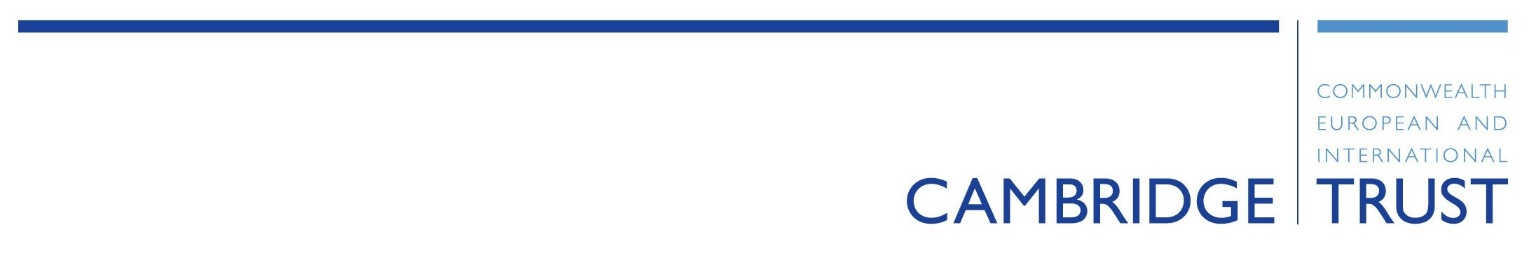 COMMONWEALTH
EUROPEAN AND
INTERNATIONAL
CAMBRIDGE TRUST